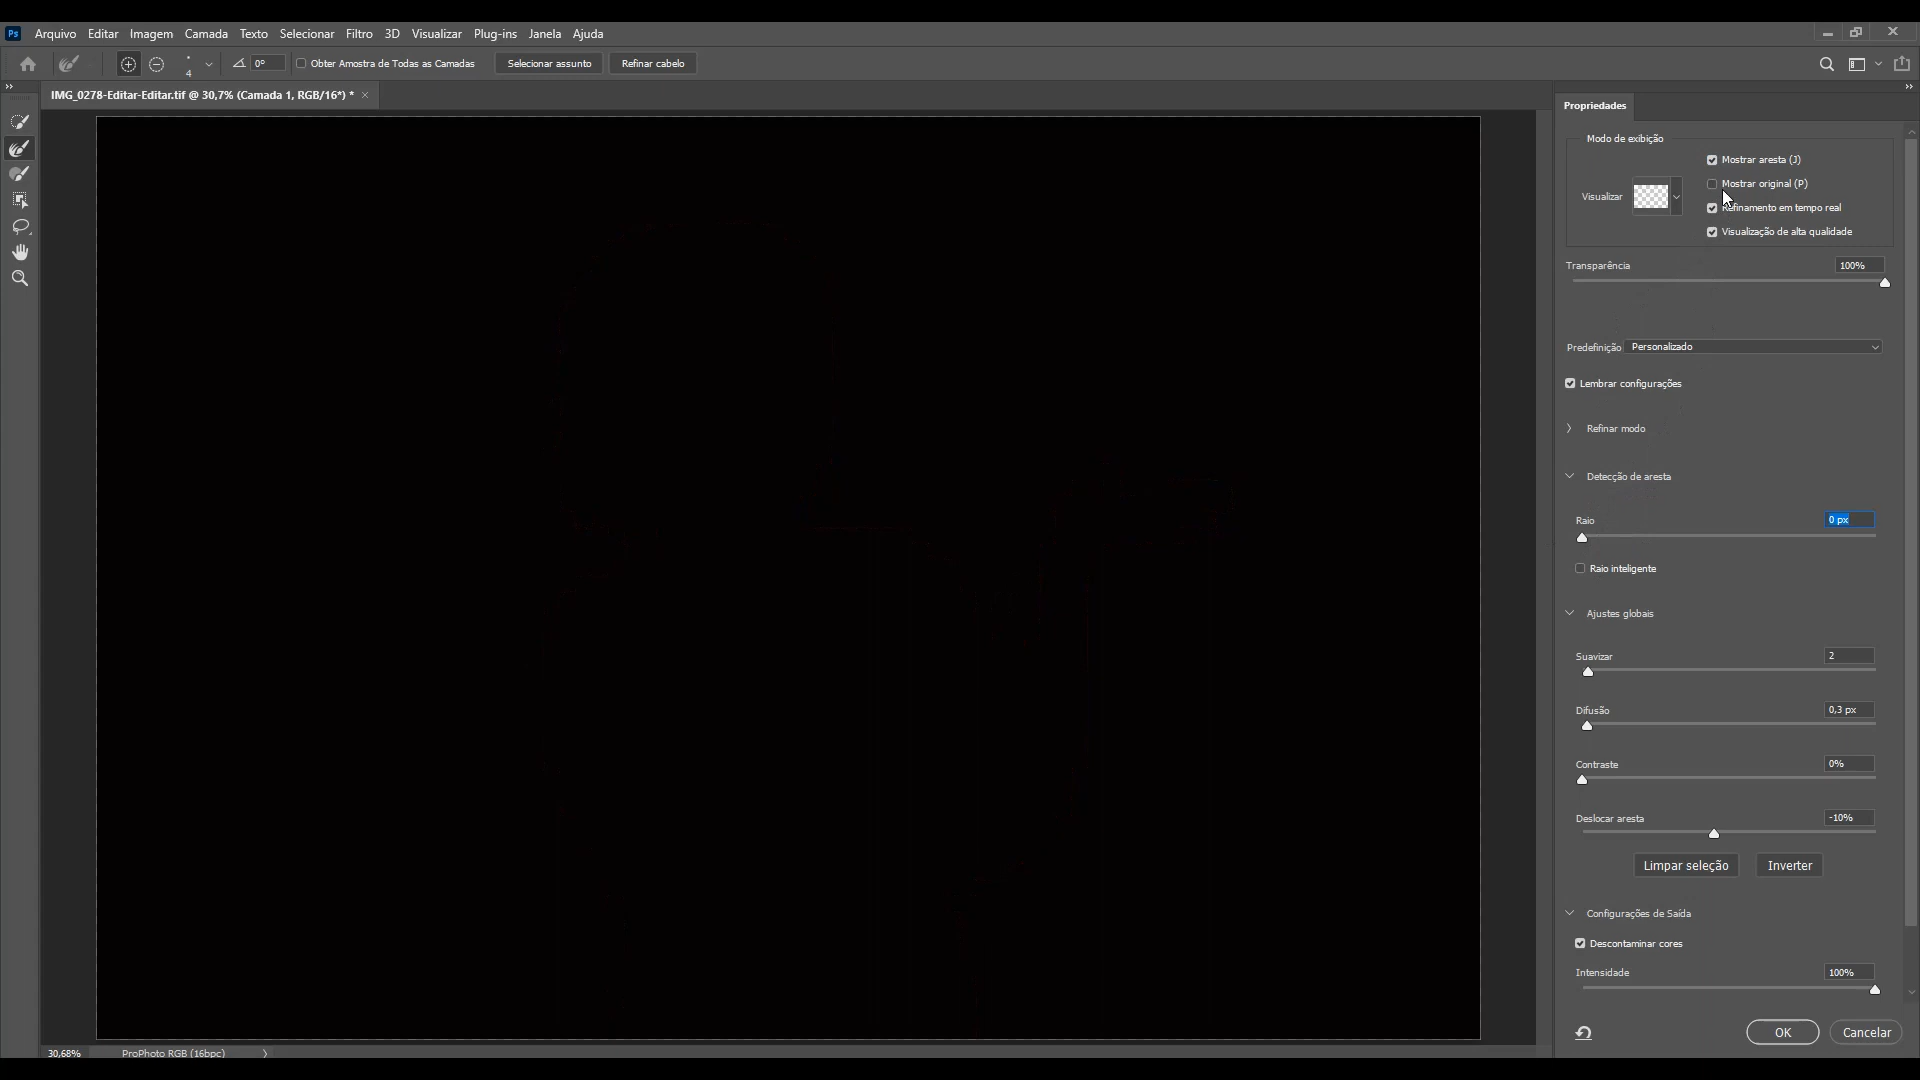 Ps Arquivo Editar Imagem Camada Texto Selecionar Filtro 3D Visualizar Plug-ins Janela Ajuda
4 0° Obter Amostra de Todas as Camadas Selecionar assunto Refinar cabelo
IMG_0278-Editar-Editar.tif @ 30,7% (Camada 1, RGB/16*) * ×
Propriedades
Modo de exibição
Mostrar aresta (J)
Mostrar original (P)
Visualizar
Refinamento em tempo real
Visualização de alta qualidade
Transparência 100%
Predefinição Personalizado
Lembrar configurações
Refinar modo
Detecção de aresta
Raio 0 px
Raio inteligente
Ajustes globais
Suavizar 2
Difusão 0,3 px
Contraste 0%
Deslocar aresta -10%
Limpar seleção Inverter
Configurações de Saída
Descontaminar cores
Intensidade 100%
OK Cancelar
30,68% ProPhoto RGB (16bpc)